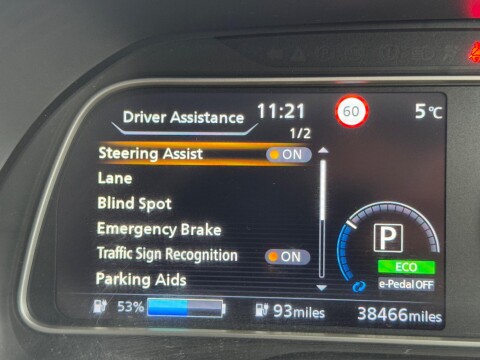 Driver Assistance 11:21 60 5°C
1/2
Steering Assist ON
Lane
Blind Spot
Emergency Brake
Traffic Sign Recognition ON
Parking Aids
P
ECO
e-Pedal OFF
53% 93miles 38466miles